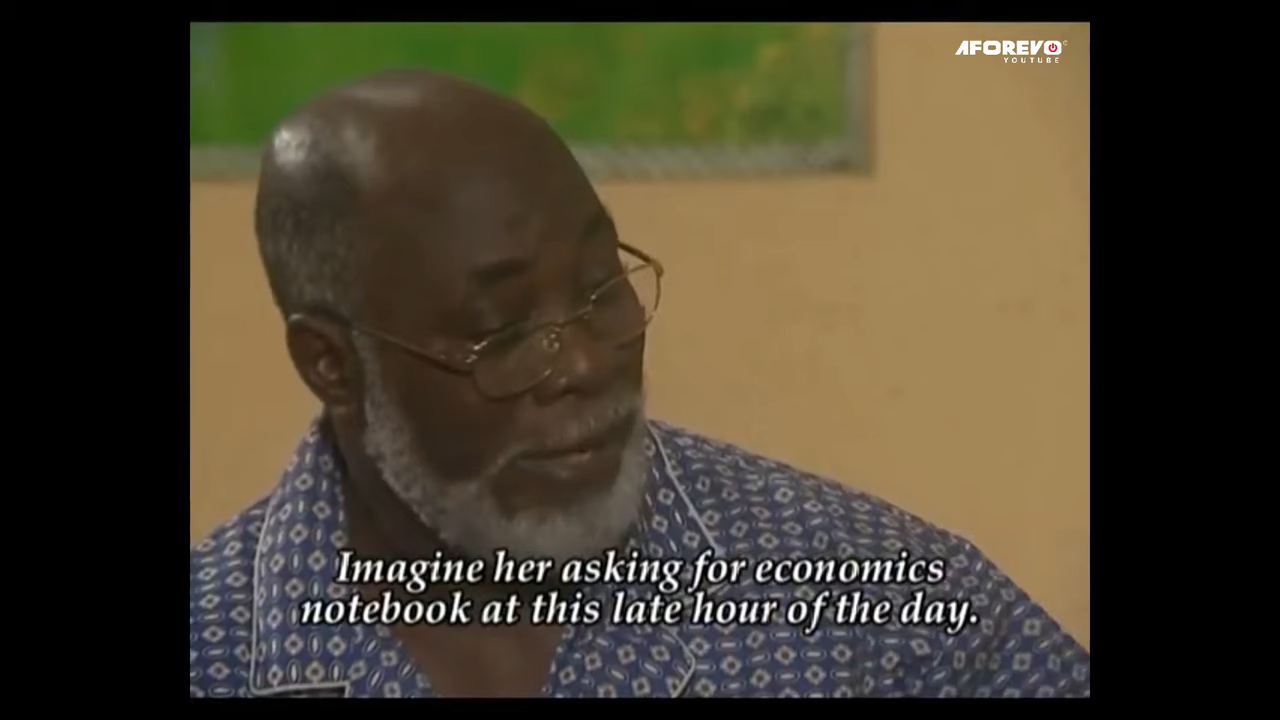 AFOREVO
YOUTUBE
Imagine her asking for economics
notebook at this late hour of the day.